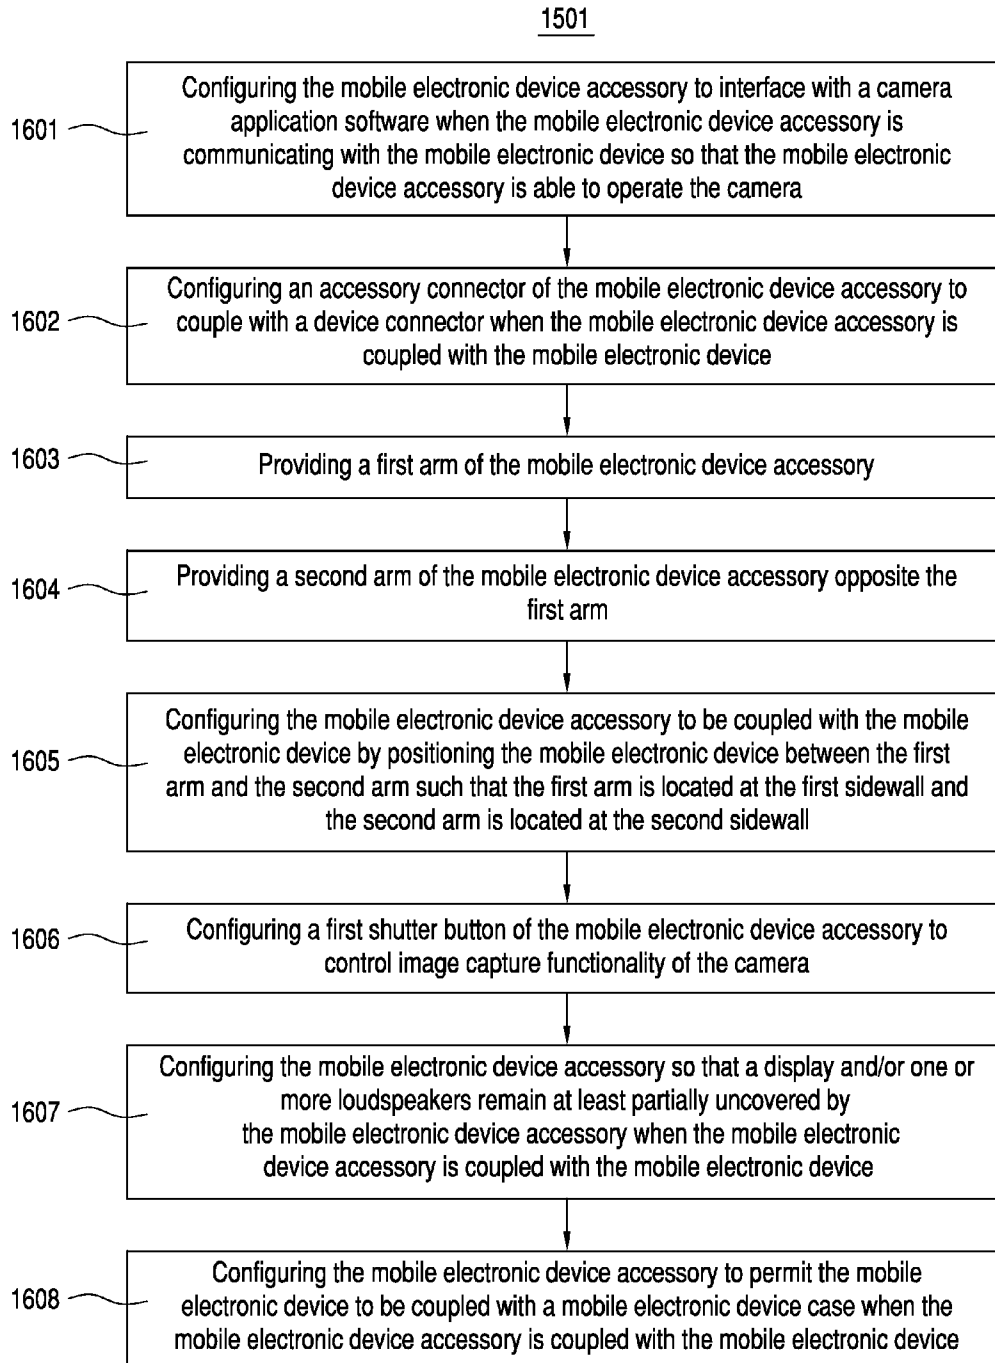 1501
1601
Configuring the mobile electronic device accessory to interface with a camera
application software when the mobile electronic device accessory is
communicating with the mobile electronic device so that the mobile electronic
device accessory is able to operate the camera
1602
Configuring an accessory connector of the mobile electronic device accessory to
couple with a device connector when the mobile electronic device accessory is
coupled with the mobile electronic device
1603
Providing a first arm of the mobile electronic device accessory
1604
Providing a second arm of the mobile electronic device accessory opposite the
first arm
1605
Configuring the mobile electronic device accessory to be coupled with the mobile
electronic device by positioning the mobile electronic device between the first
arm and the second arm such that the first arm is located at the first sidewall and
the second arm is located at the second sidewall
1606
Configuring a first shutter button of the mobile electronic device accessory to
control image capture functionality of the camera
1607
Configuring the mobile electronic device accessory so that a display and/or one or
more loudspeakers remain at least partially uncovered by
the mobile electronic device accessory when the mobile electronic
device accessory is coupled with the mobile electronic device
1608
Configuring the mobile electronic device accessory to permit the mobile
electronic device to be coupled with a mobile electronic device case when the
mobile electronic device accessory is coupled with the mobile electronic device